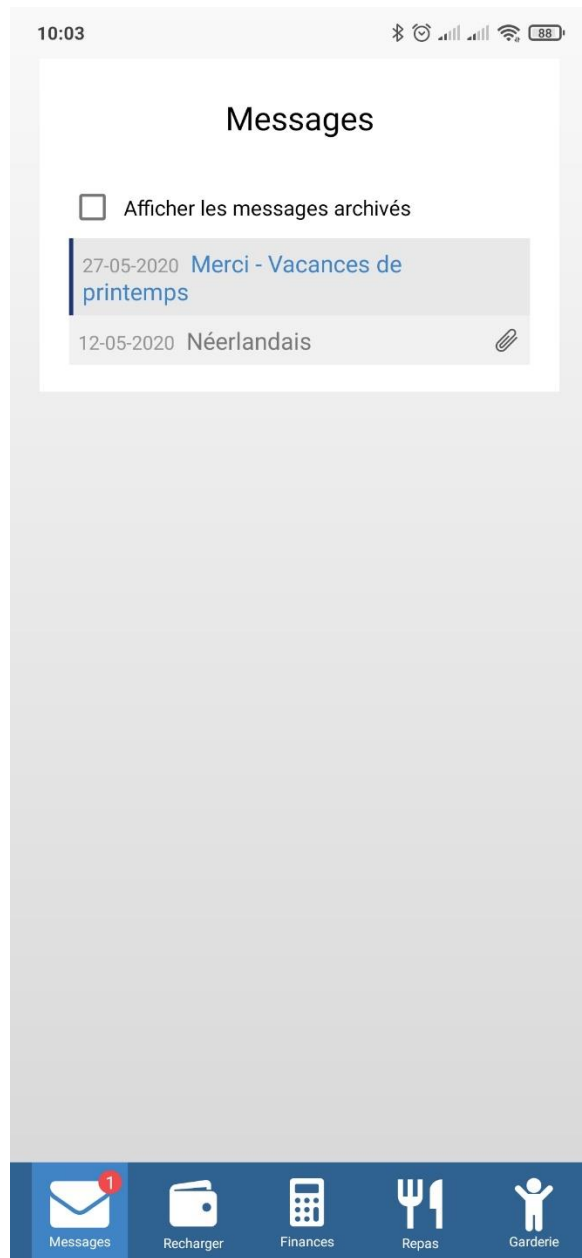 10:03
88
Messages
Afficher les messages archivés
27-05-2020 Merci - Vacances de
printemps
12-05-2020 Néerlandais
1
Messages Recharger Finances Repas Garderie